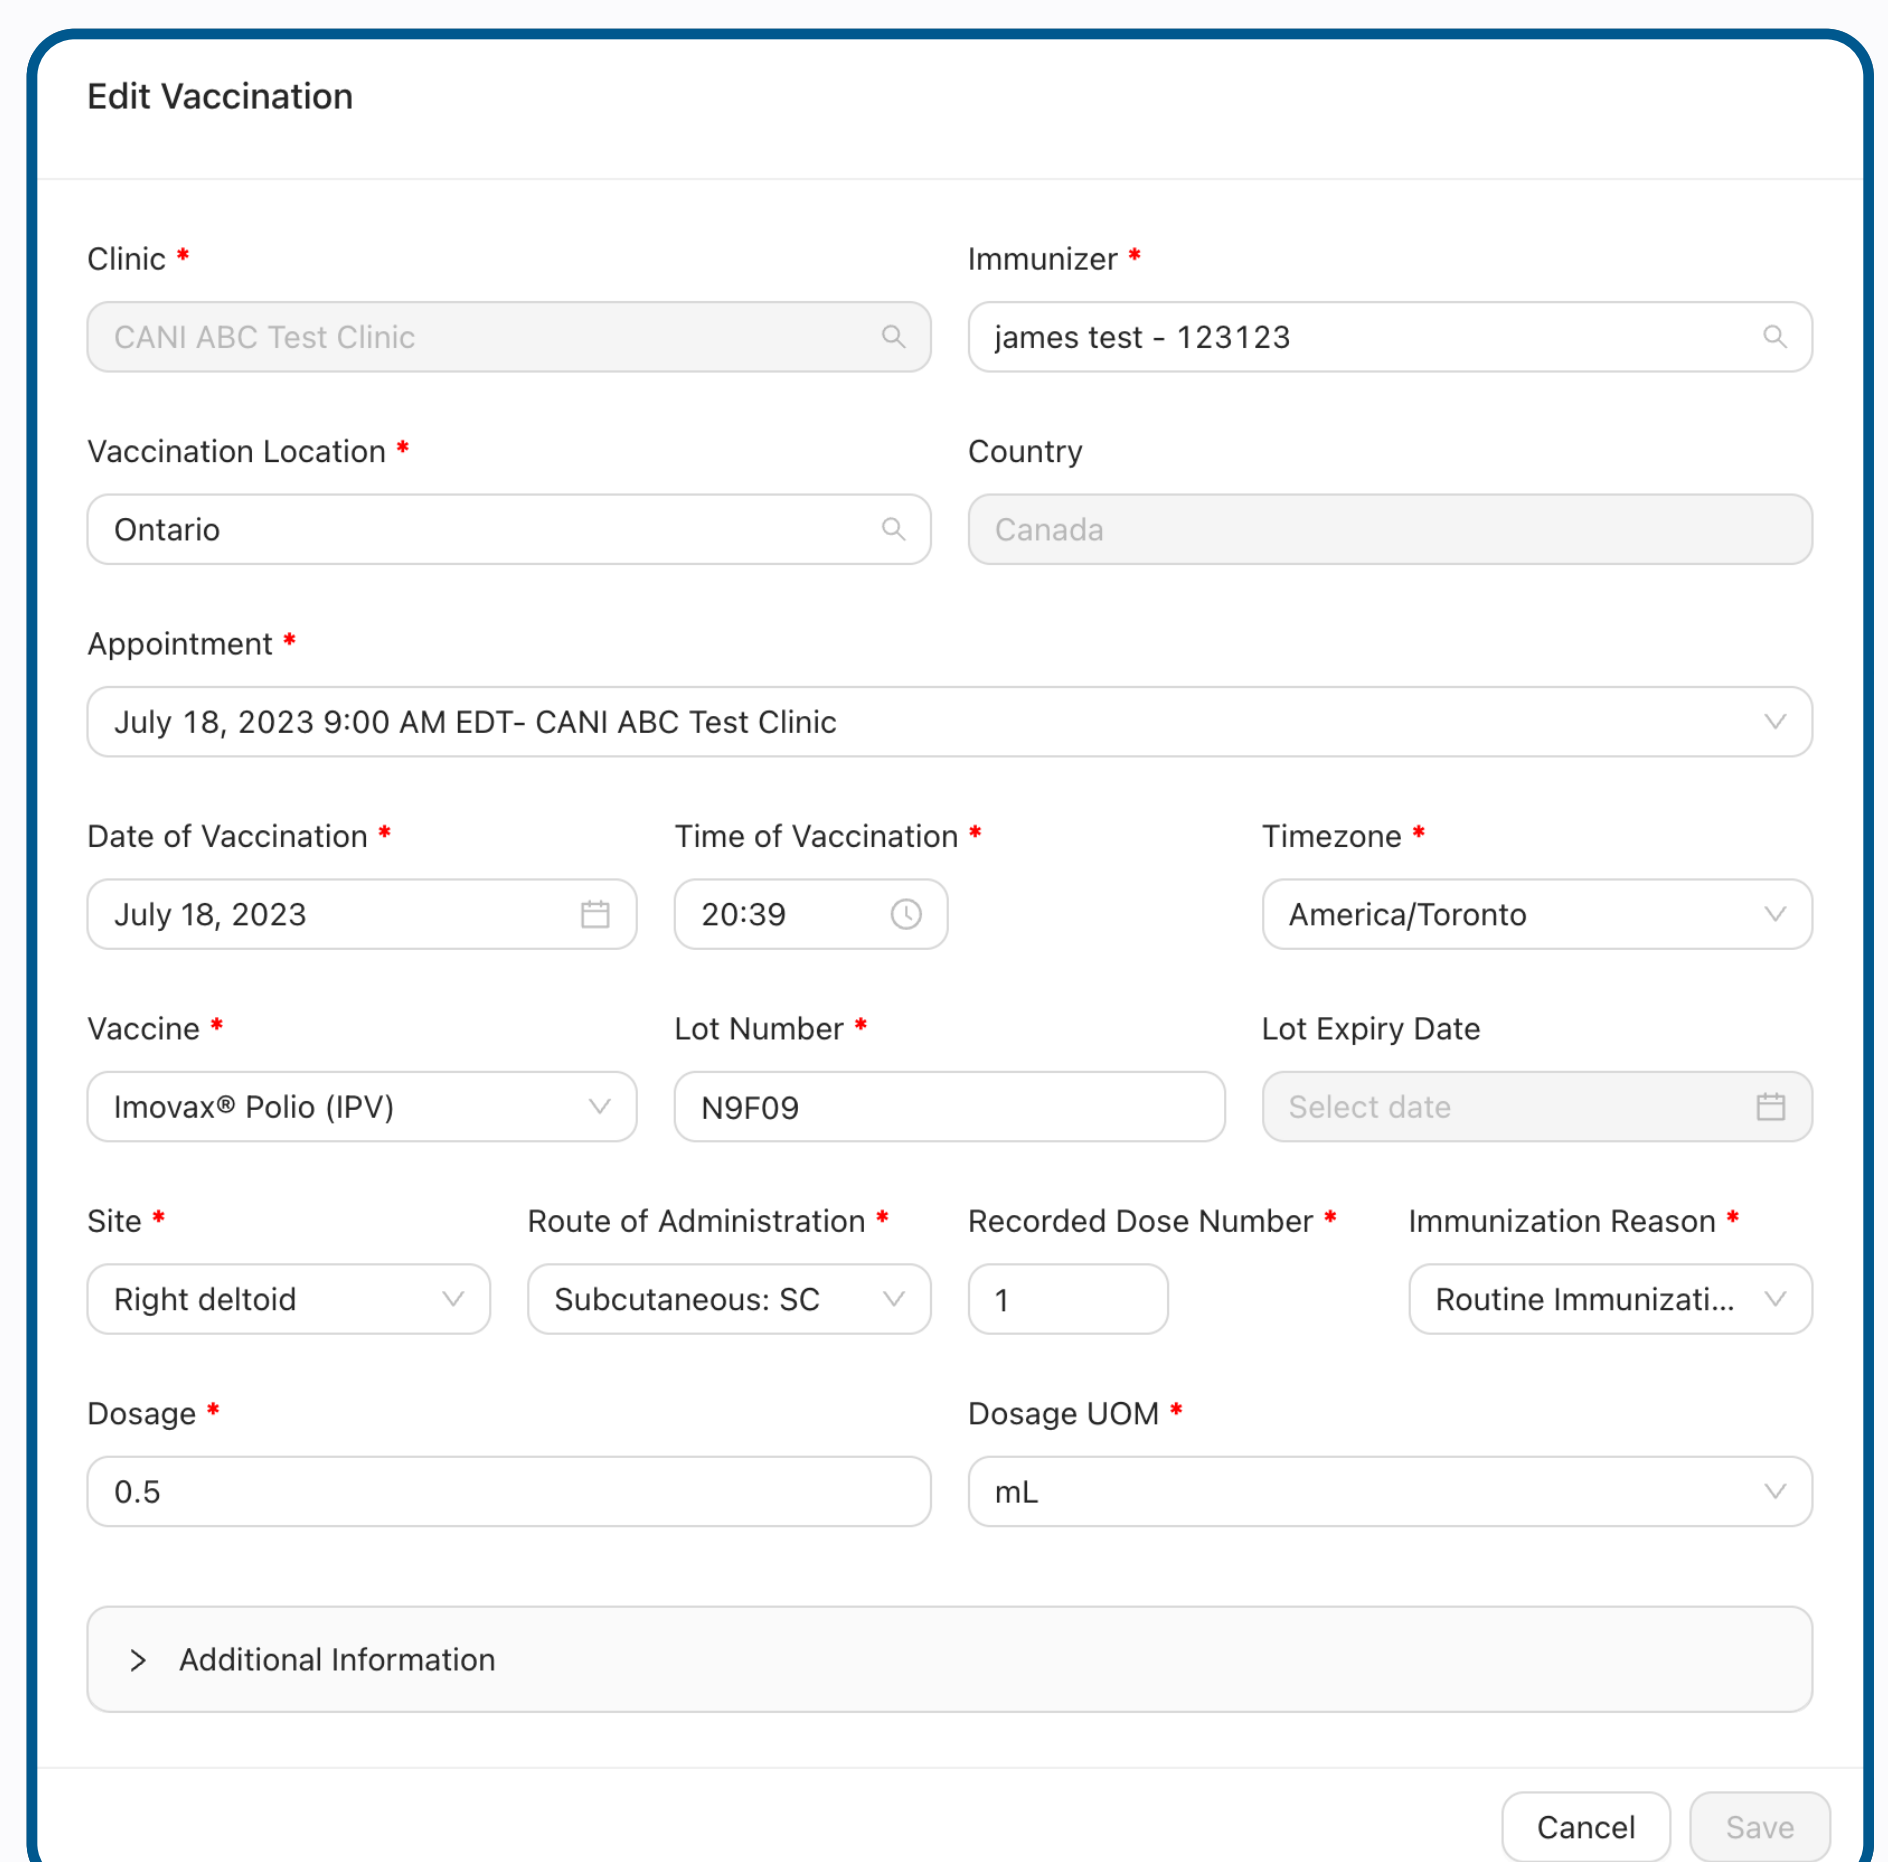 Edit Vaccination
Clinic * Immunizer *
CANI ABC Test Clinic james test - 123123
Vaccination Location * Country
Ontario Canada
Appointment *
July 18, 2023 9:00 AM EDT- CANI ABC Test Clinic
Date of Vaccination * Time of Vaccination * Timezone *
July 18, 2023 20:39 America/Toronto
Vaccine * Lot Number * Lot Expiry Date
Imovax® Polio (IPV) N9F09 Select date
Site * Route of Administration * Recorded Dose Number * Immunization Reason *
Right deltoid Subcutaneous: SC 1 Routine Immunizati...
Dosage * Dosage UOM *
0.5 mL
Additional Information
Cancel Save